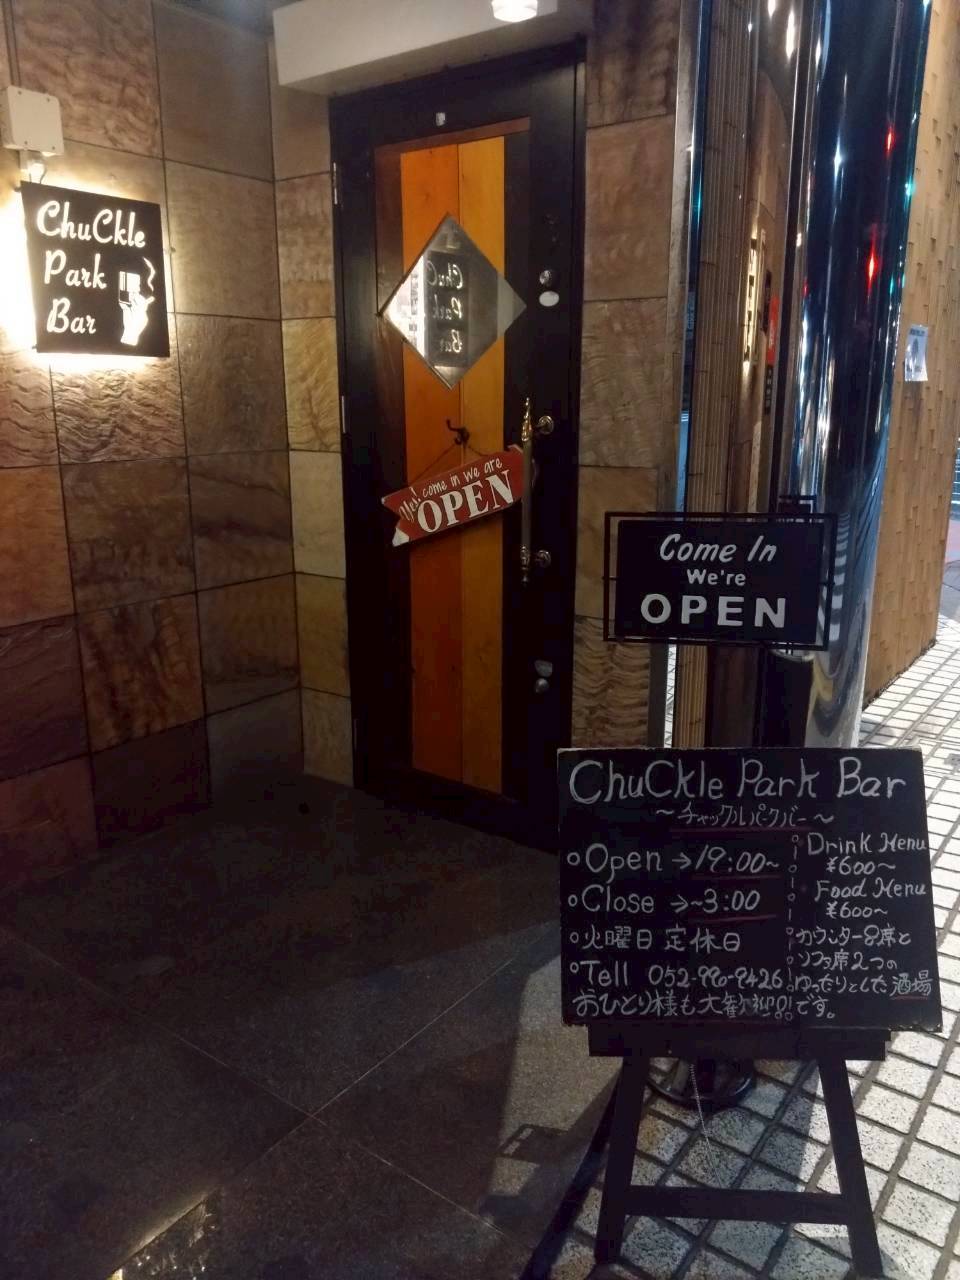 ChuCkle
Park
Bar
Yes! come in we are
OPEN
Come In
We're
OPEN
ChuCkle Park Bar
～チャックルパークバー～
○Open→19:00~
○Close→~3:00
○火曜日 定休日
○Tell 052-990-9426
おひとり様も大歓迎!!
Drink Menu
¥600～
Food Menu
¥600～
カウンター8席と
ソファ席2つの
ゆったりとした酒場
です。